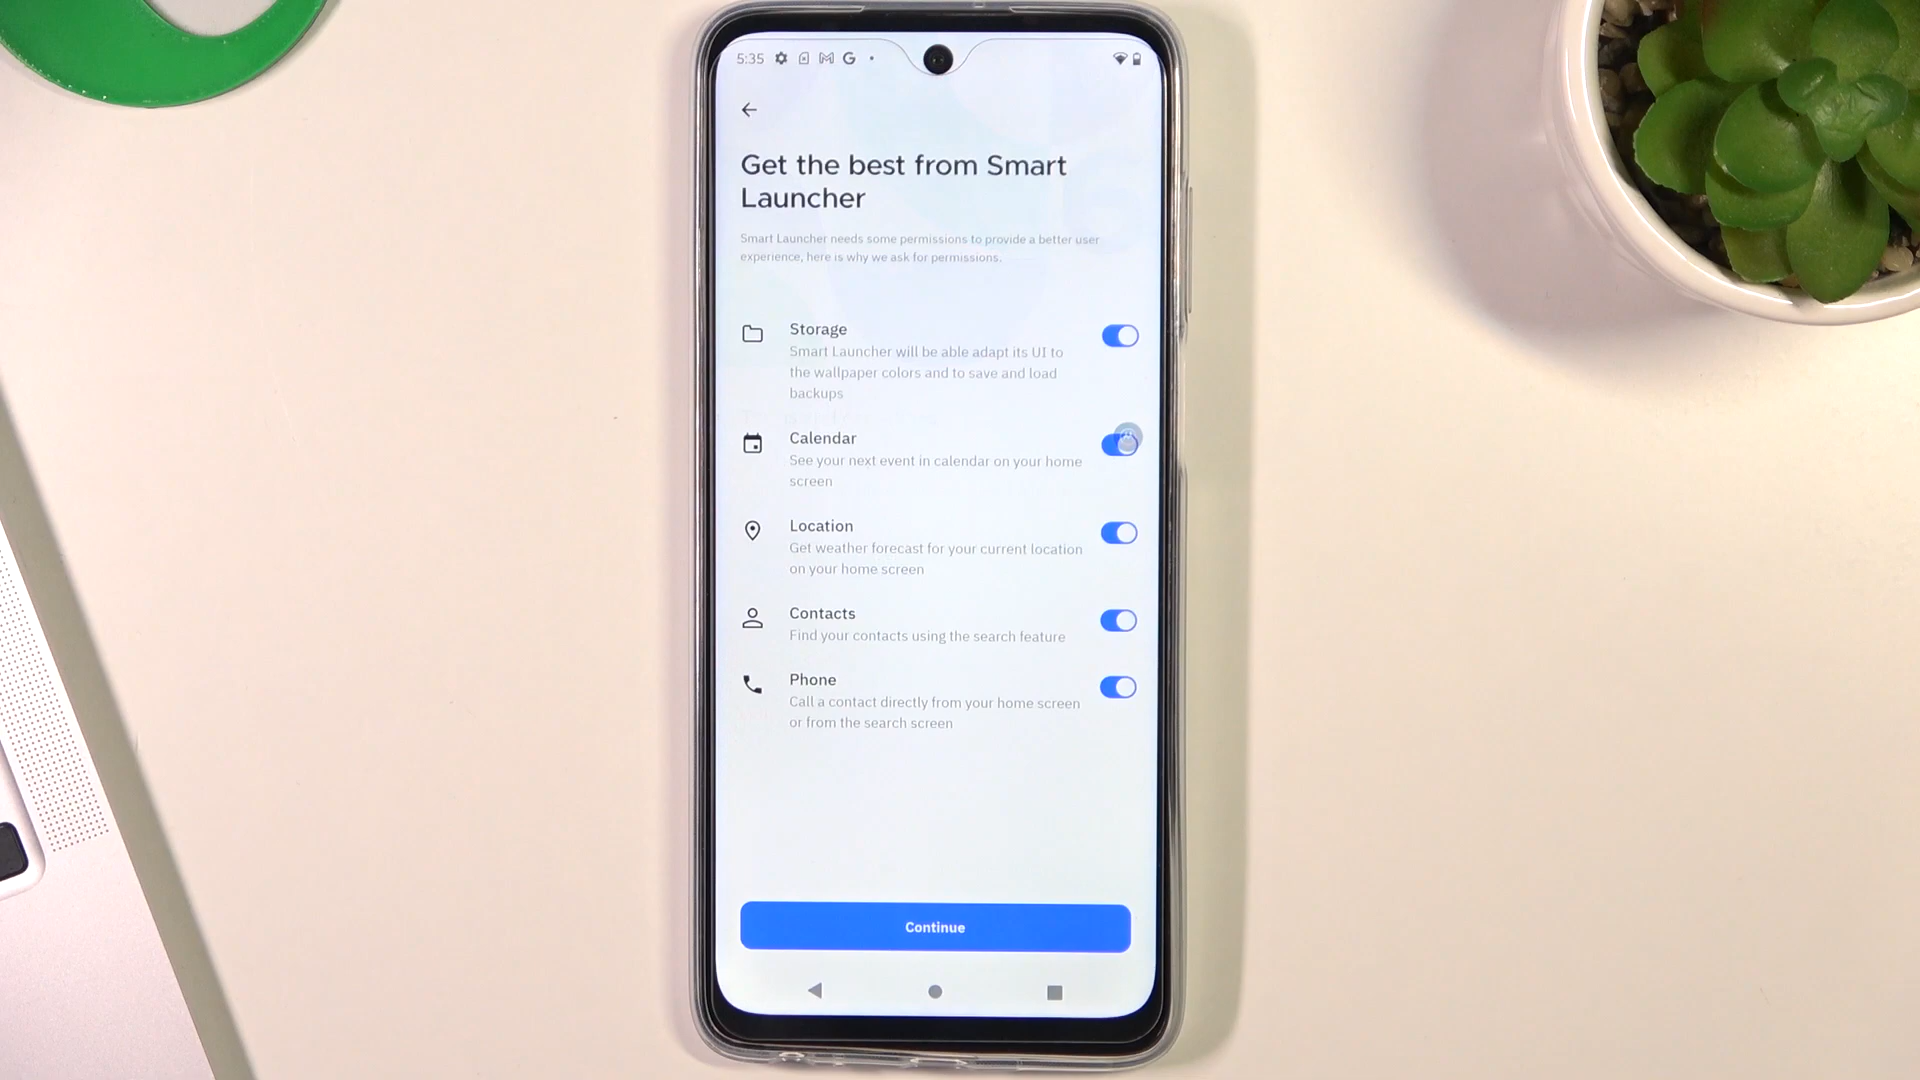 5:35
Get the best from Smart
Launcher
Smart Launcher needs some permissions to provide a better user
experience, here is why we ask for permissions.
Storage
Smart Launcher will be able adapt its UI to
the wallpaper colors and to save and load
backups
Calendar
See your next event in calendar on your home
screen
Location
Get weather forecast for your current location
on your home screen
Contacts
Find your contacts using the search feature
Phone
Call a contact directly from your home screen
or from the search screen
Continue